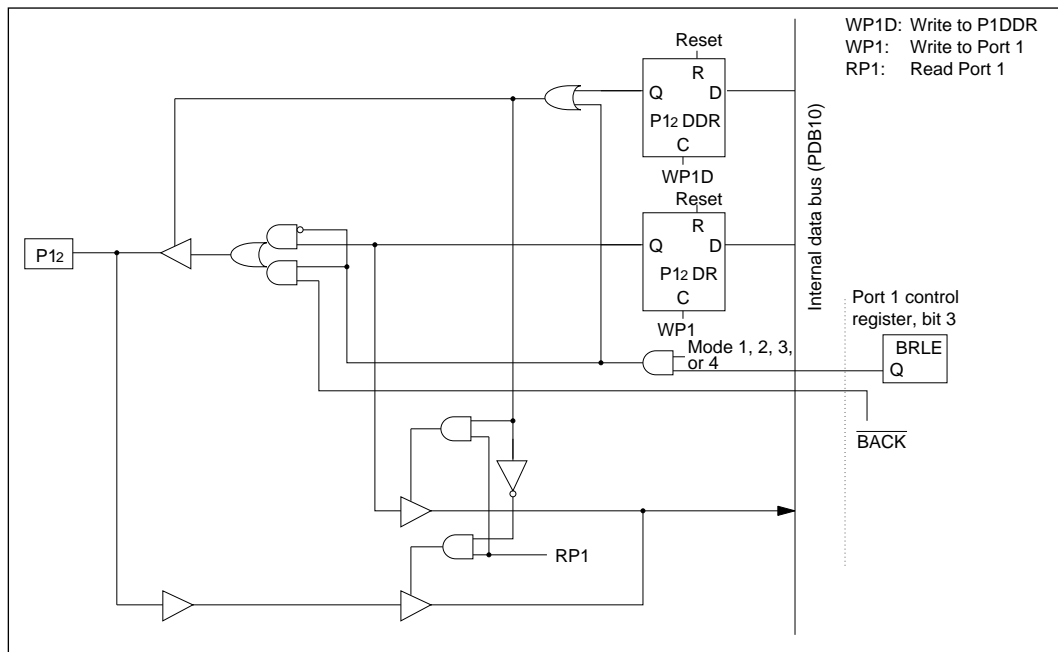 WP1D: Write to P1DDR
WP1: Write to Port 1
RP1: Read Port 1
Reset
R
Q D
P1₂ DDR
C
WP1D
Reset
R
Q D
P1₂ DR
C
WP1
P1₂
Internal data bus (PDB10)
Port 1 control
register, bit 3
BRLE
Q
Mode 1, 2, 3,
or 4
BACK
RP1